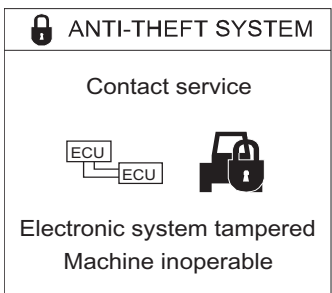 ANTI-THEFT SYSTEM
Contact service
ECU
ECU
Electronic system tampered
Machine inoperable